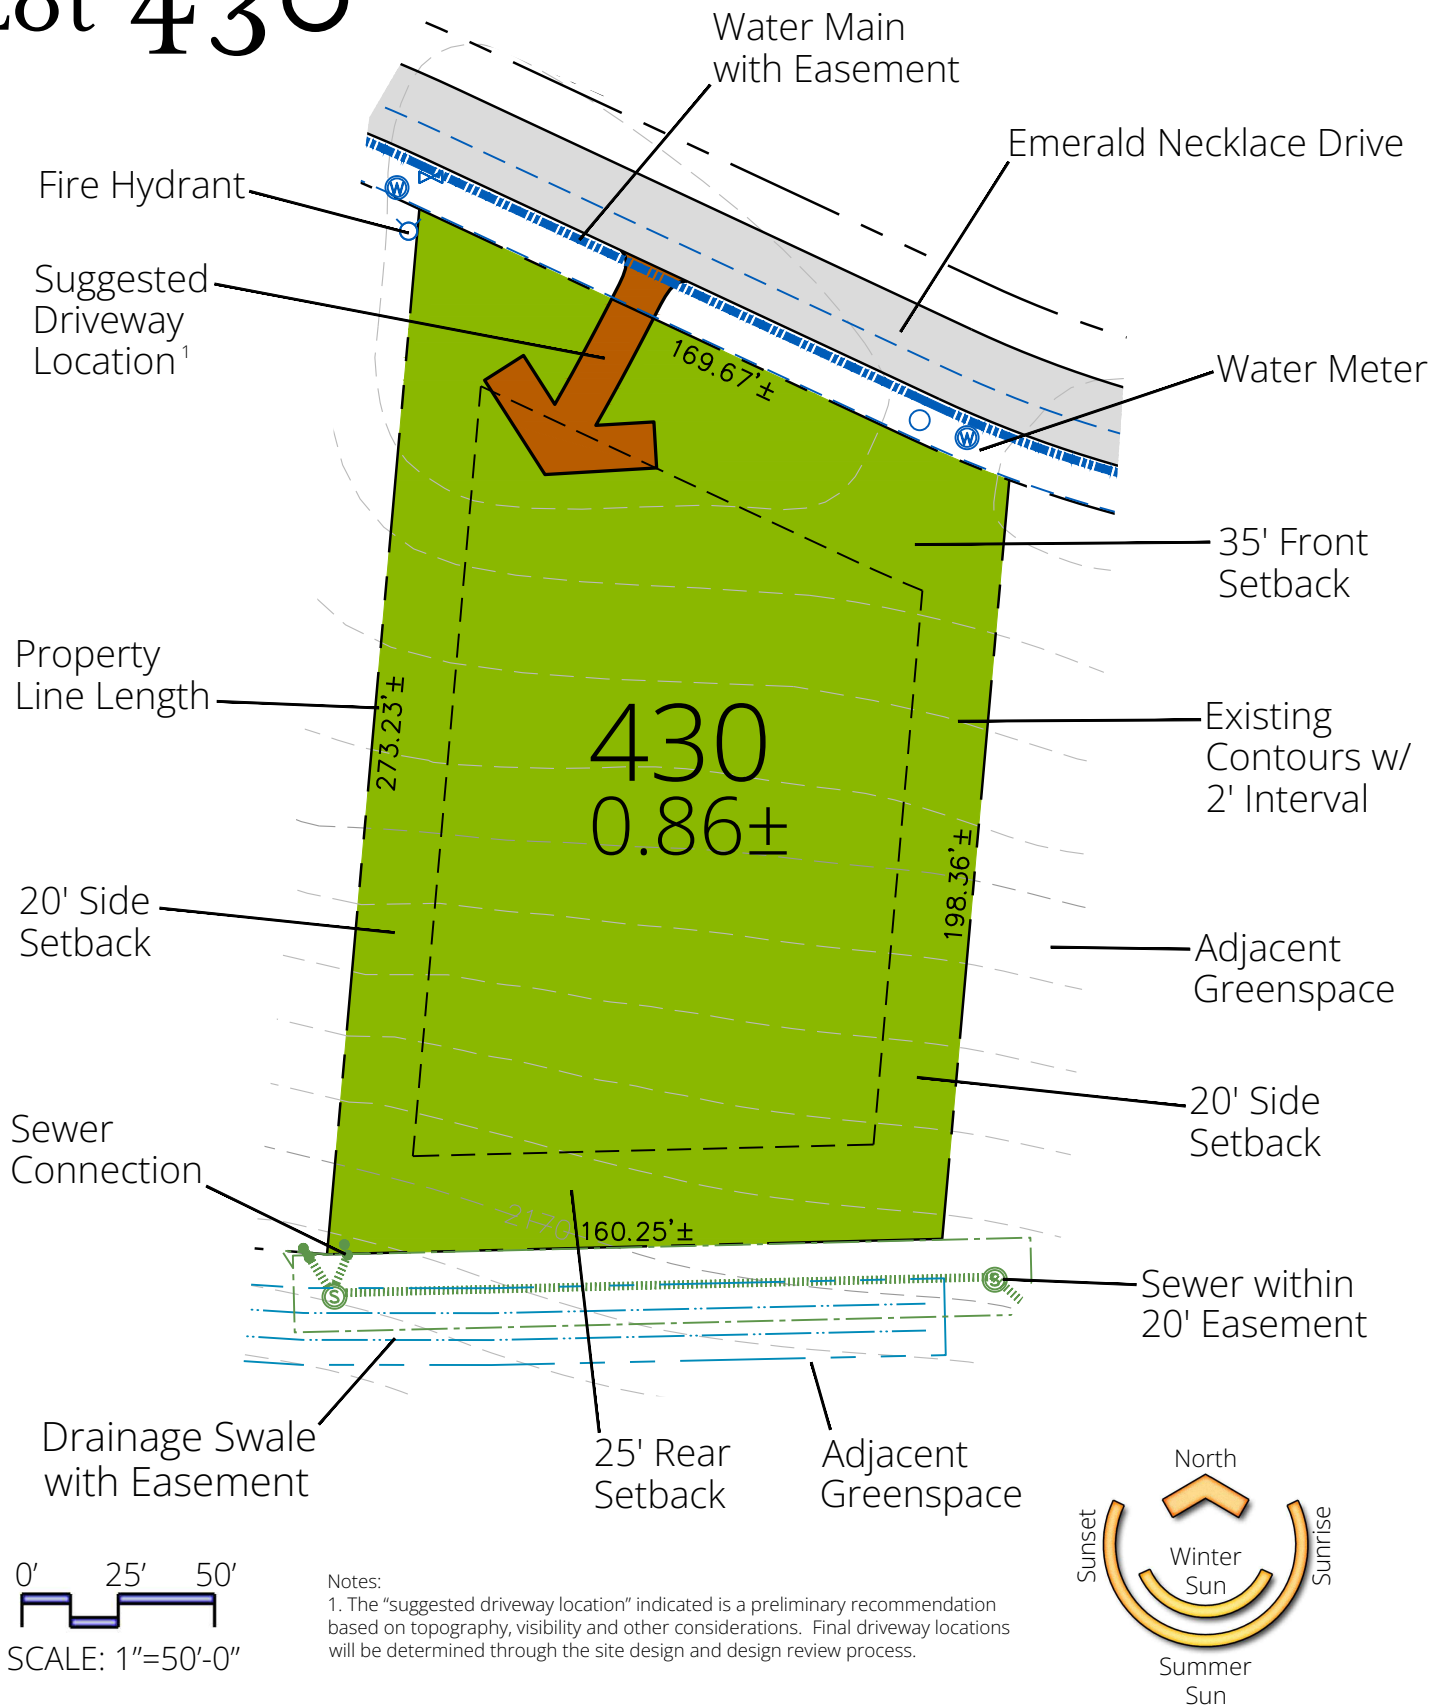 Lot 430
Water Main
with Easement
Emerald Necklace Drive
Fire Hydrant
Suggested
Driveway
Location 1
W
169.67'±
Water Meter
W
35' Front
Setback
Property
Line Length
273.23'±
430
0.86±
Existing
Contours w/
2' Interval
198.36'±
20' Side
Setback
Adjacent
Greenspace
20' Side
Setback
Sewer
Connection
2170
160.25'±
S
S
Sewer within
20' Easement
Drainage Swale
with Easement
25' Rear
Setback
Adjacent
Greenspace
North
Sunset
Sunrise
Winter
Sun
Summer
Sun
0' 25' 50'
SCALE: 1"=50'-0"
Notes:
1. The “suggested driveway location” indicated is a preliminary recommendation
based on topography, visibility and other considerations. Final driveway locations
will be determined through the site design and design review process.